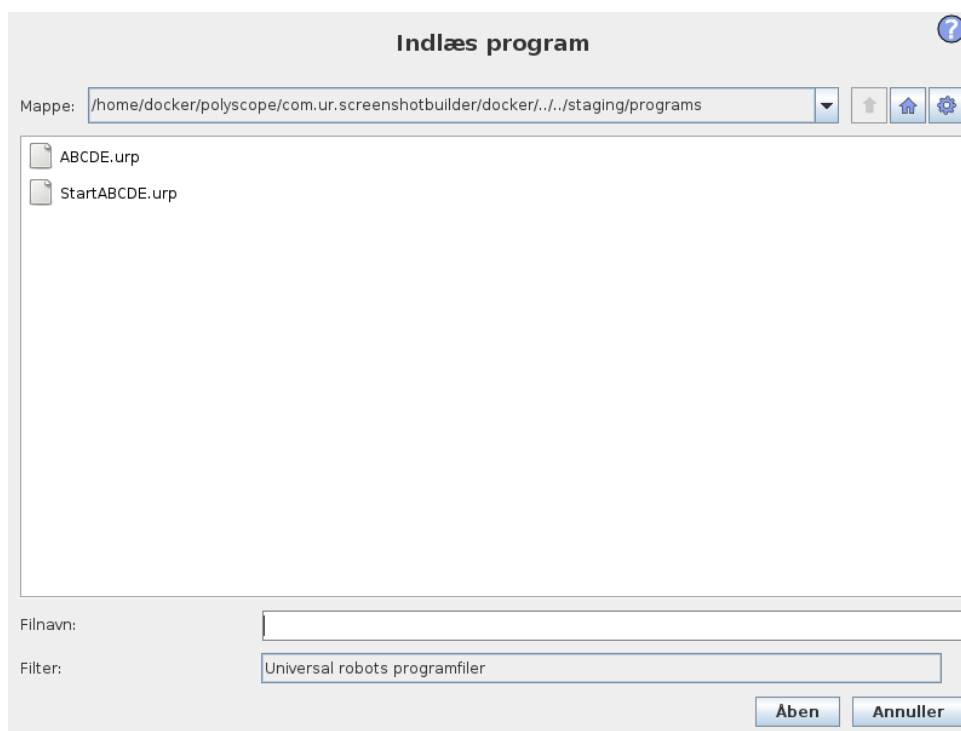 Indlæs program
?
Mappe: /home/docker/polyscope/com.ur.screenshotbuilder/docker/../../staging/programs
ABCDE.urp
StartABCDE.urp
Filnavn:
Filter: Universal robots programfiler
Åben Annuller